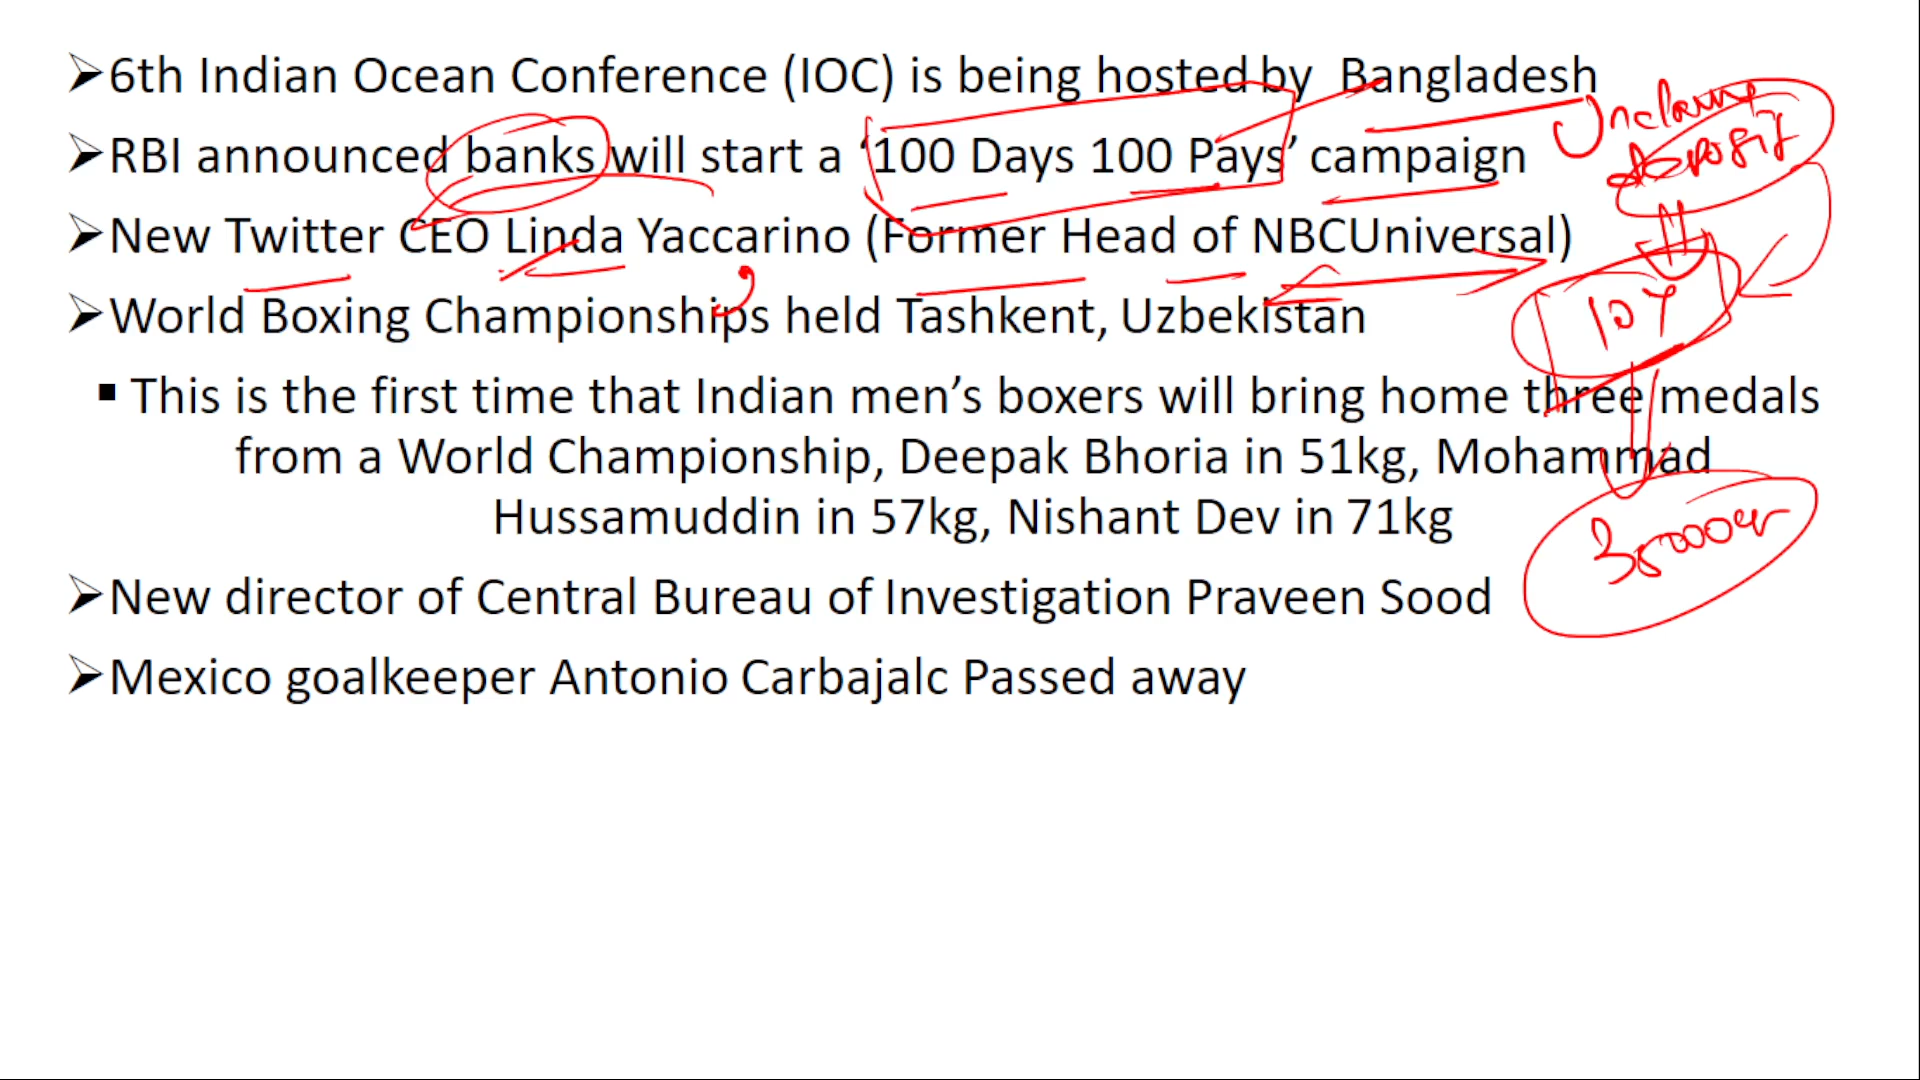 ➢6th Indian Ocean Conference (IOC) is being hosted by Bangladesh
➢RBI announced banks will start a ‘100 Days 100 Pays’ campaign
➢New Twitter CEO Linda Yaccarino (Former Head of NBCUniversal)
➢World Boxing Championships held Tashkent, Uzbekistan
▪ This is the first time that Indian men’s boxers will bring home three medals
from a World Championship, Deepak Bhoria in 51kg, Mohammad
Hussamuddin in 57kg, Nishant Dev in 71kg
➢New director of Central Bureau of Investigation Praveen Sood
➢Mexico goalkeeper Antonio Carbajalc Passed away
deposit
10Y
35000cr